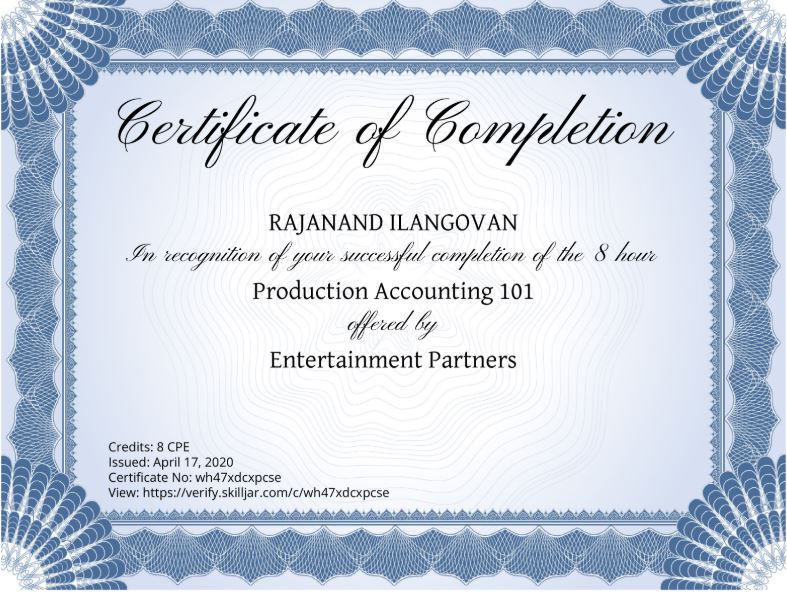 Certificate of Completion
RAJANAND ILANGOVAN
In recognition of your successful completion of the 8 hour
Production Accounting 101
offered by
Entertainment Partners
Credits: 8 CPE
Issued: April 17, 2020
Certificate No: wh47xdcxpcse
View: https://verify.skilljar.com/c/wh47xdcxpcse